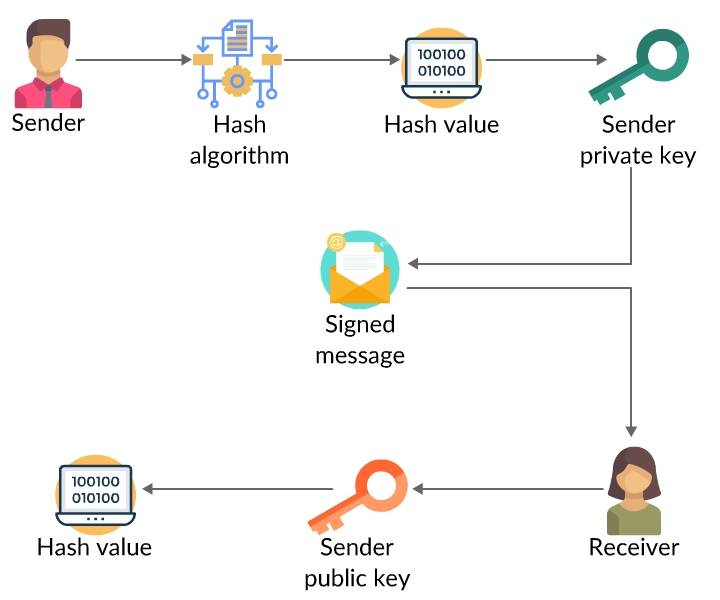 100100
010100
Sender
Hash
algorithm
Hash value
Sender
private key
@
Signed
message
100100
010100
Hash value
Sender
public key
Receiver